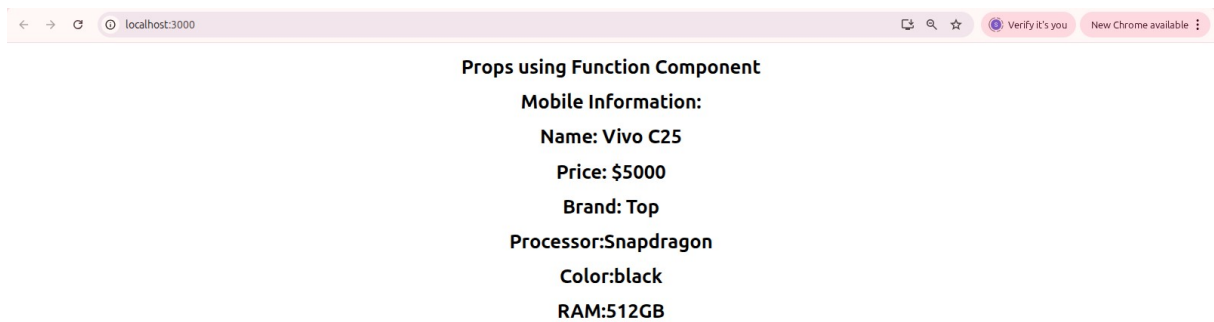 localhost:3000
Verify it's you
New Chrome available
Props using Function Component
Mobile Information:
Name: Vivo C25
Price: $5000
Brand: Top
Processor:Snapdragon
Color:black
RAM:512GB